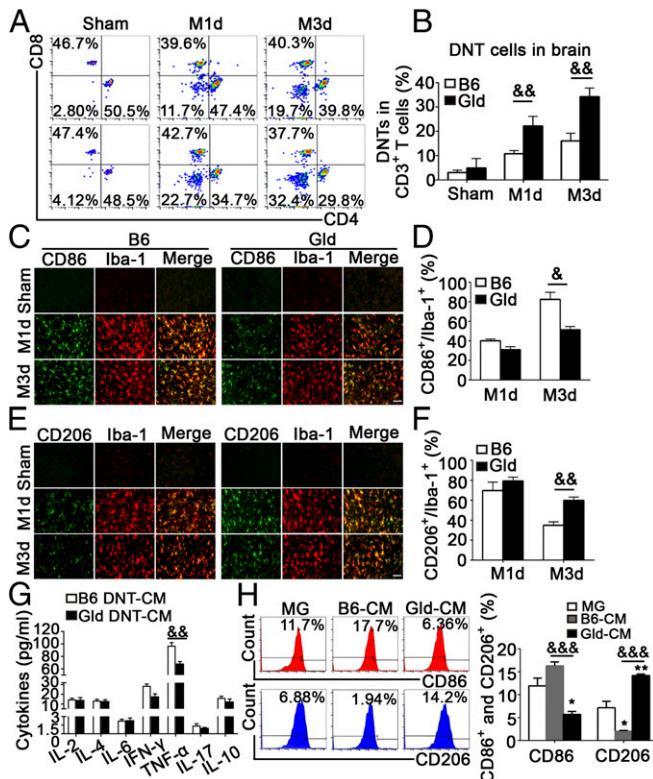 A
Sham M1d M3d
CD8
46.7% 39.6% 40.3%
2.80% 50.5% 11.7% 47.4% 19.7% 39.8%
47.4% 42.7% 37.7%
4.12% 48.5% 22.7% 34.7% 32.4% 29.8%
CD4
B
DNT cells in brain
DNTs in
CD3+ T cells (%)
40
30
20
10
0
B6
Gld
&&
&&
Sham M1d M3d
C
B6 Gld
CD86 Iba-1 Merge CD86 Iba-1 Merge
Sham
M1d
M3d
D
CD86+/Iba-1+ (%)
100
80
60
40
20
0
B6
Gld
&
M1d M3d
E
CD206 Iba-1 Merge CD206 Iba-1 Merge
Sham
M1d
M3d
F
CD206+/Iba-1+ (%)
100
80
60
40
20
0
B6
Gld
&&
M1d M3d
G
B6 DNT-CM
Gld DNT-CM
Cytokines (pg/ml)
120
100
80
60
40
30
20
10
3
1.5
&&
IL-2 IL-4 IL-6 IFN-γ TNF-α IL-17 IL-10
H
MG B6-CM Gld-CM
Count
11.7% 17.7% 6.36%
CD86
Count
6.88% 1.94% 14.2%
CD206
CD86+ and CD206+ (%)
20
15
10
5
0
MG
B6-CM
Gld-CM
&&& &&&
* * **
CD86 CD206